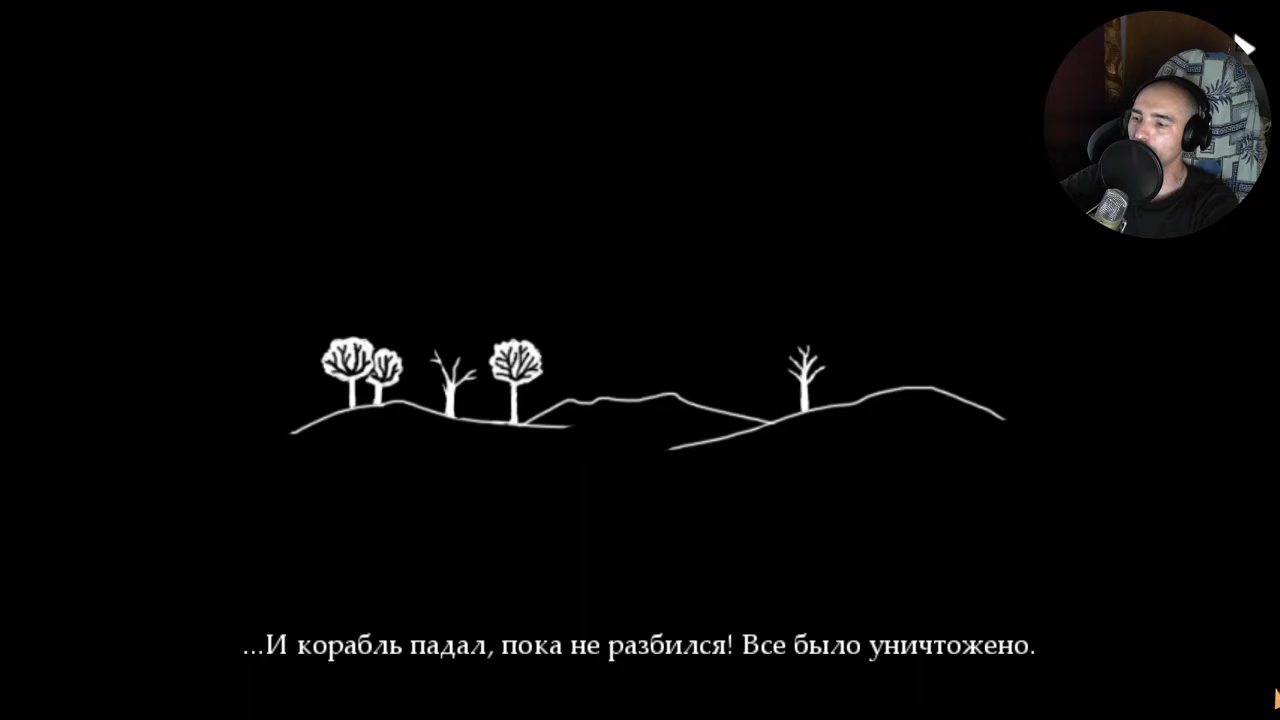 ...И корабль падал, пока не разбился! Все было уничтожено.